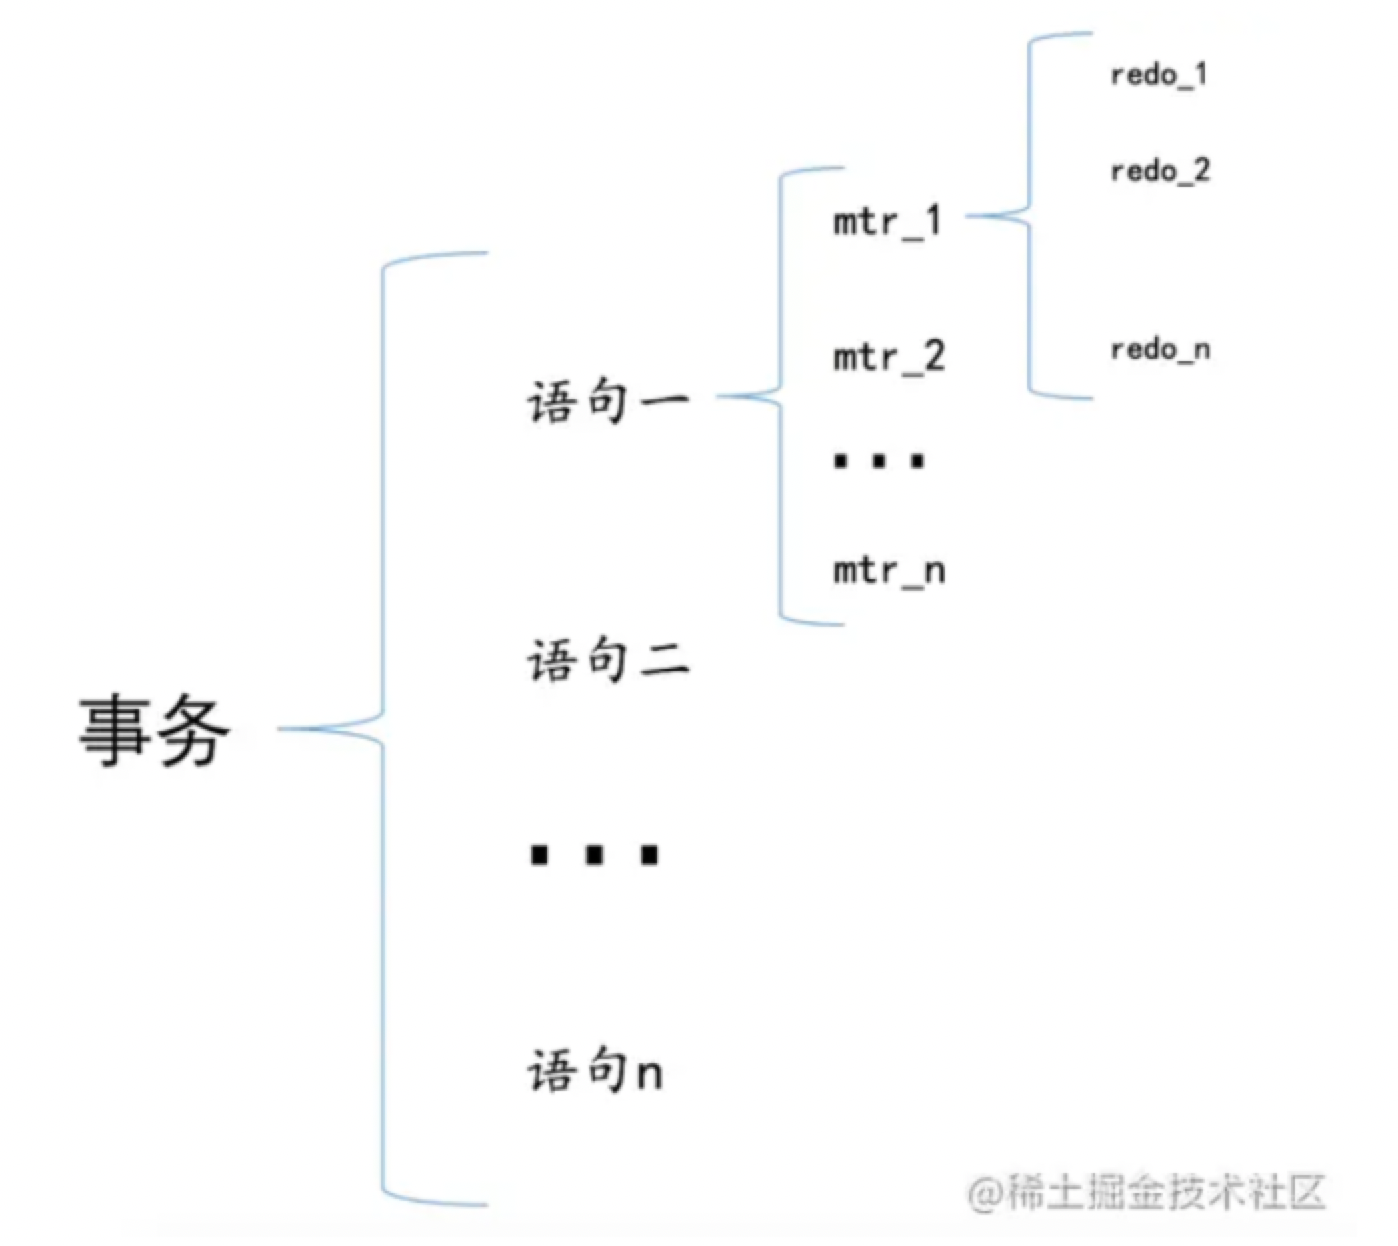 事务
语句一
mtr_1
redo_1
redo_2
redo_n
mtr_2
...
mtr_n
语句二
...
语句n
@稀土掘金技术社区